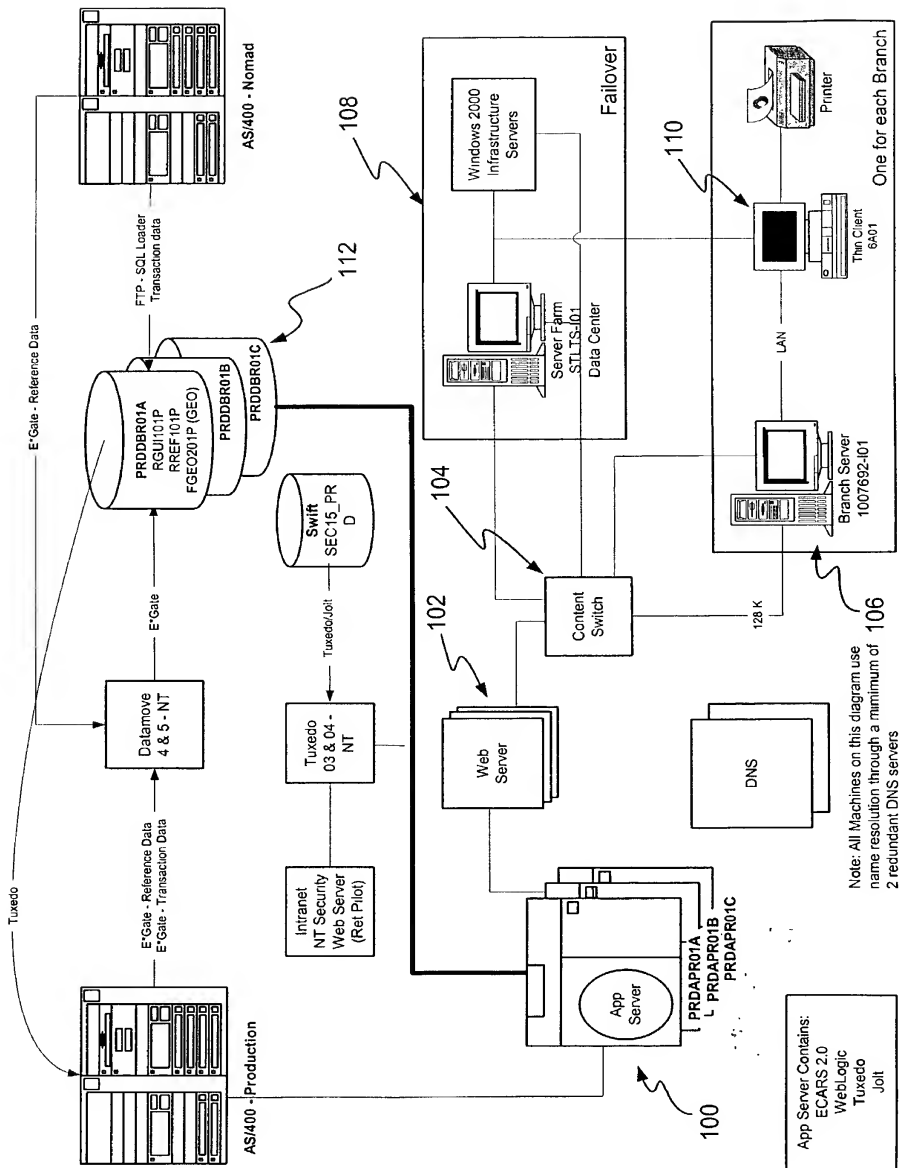 Tuxedo
E*Gate - Reference Data
AS/400 - Production
E*Gate - Reference Data
E*Gate - Transaction Data
Datamove
4 & 5 - NT
E*Gate
PRDDBR01A
RGUI101P
RREF101P
FGEO201P (GEO)
PRDDBR01B
PRDDBR01C
112
FTP - SQL Loader
Transaction data
AS/400 - Nomad
Intranet
NT Security
Web Server
(Ret Pilot)
Tuxedo
03 & 04 -
NT
Tuxedo/Jolt
Swift
SEC15_PR
D
108
Windows 2000
Infrastructure
Servers
Failover
Server Farm
STLTS-I01
Data Center
104
102
Web
Server
Content
Switch
110
Printer
Thin Client
6A01
One for each Branch
LAN
Branch Server
10007692-I01
128 K
106
App
Server
PRDAPR01A
L PRDAPR01B
PRDAPR01C
100
DNS
Note: All Machines on this diagram use
name resolution through a mimimum of
2 redundant DNS servers
App Server Contains:
ECARS 2.0
WebLogic
Tuxedo
Jolt